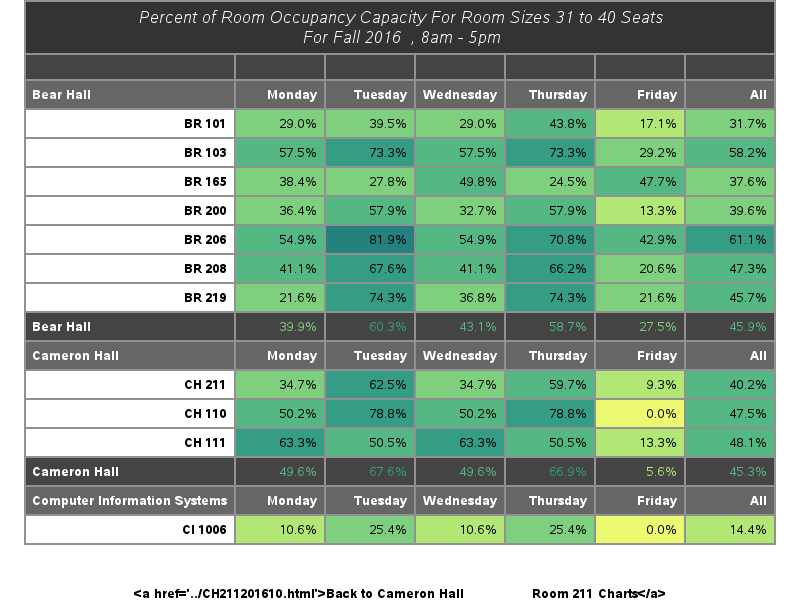 Percent of Room Occupancy Capacity For Room Sizes 31 to 40 Seats
For Fall 2016 , 8am - 5pm
Bear Hall Monday Tuesday Wednesday Thursday Friday All
BR 101 29.0% 39.5% 29.0% 43.8% 17.1% 31.7%
BR 103 57.5% 73.3% 57.5% 73.3% 29.2% 58.2%
BR 165 38.4% 27.8% 49.8% 24.5% 47.7% 37.6%
BR 200 36.4% 57.9% 32.7% 57.9% 13.3% 39.6%
BR 206 54.9% 81.9% 54.9% 70.8% 42.9% 61.1%
BR 208 41.1% 67.6% 41.1% 66.2% 20.6% 47.3%
BR 219 21.6% 74.3% 36.8% 74.3% 21.6% 45.7%
Bear Hall 39.9% 60.3% 43.1% 58.7% 27.5% 45.9%
Cameron Hall Monday Tuesday Wednesday Thursday Friday All
CH 211 34.7% 62.5% 34.7% 59.7% 9.3% 40.2%
CH 110 50.2% 78.8% 50.2% 78.8% 0.0% 47.5%
CH 111 63.3% 50.5% 63.3% 50.5% 13.3% 48.1%
Cameron Hall 49.6% 67.6% 49.6% 66.9% 5.6% 45.3%
Computer Information Systems Monday Tuesday Wednesday Thursday Friday All
CI 1006 10.6% 25.4% 10.6% 25.4% 0.0% 14.4%
<a href='../CH211201610.html'>Back to Cameron Hall Room 211 Charts</a>